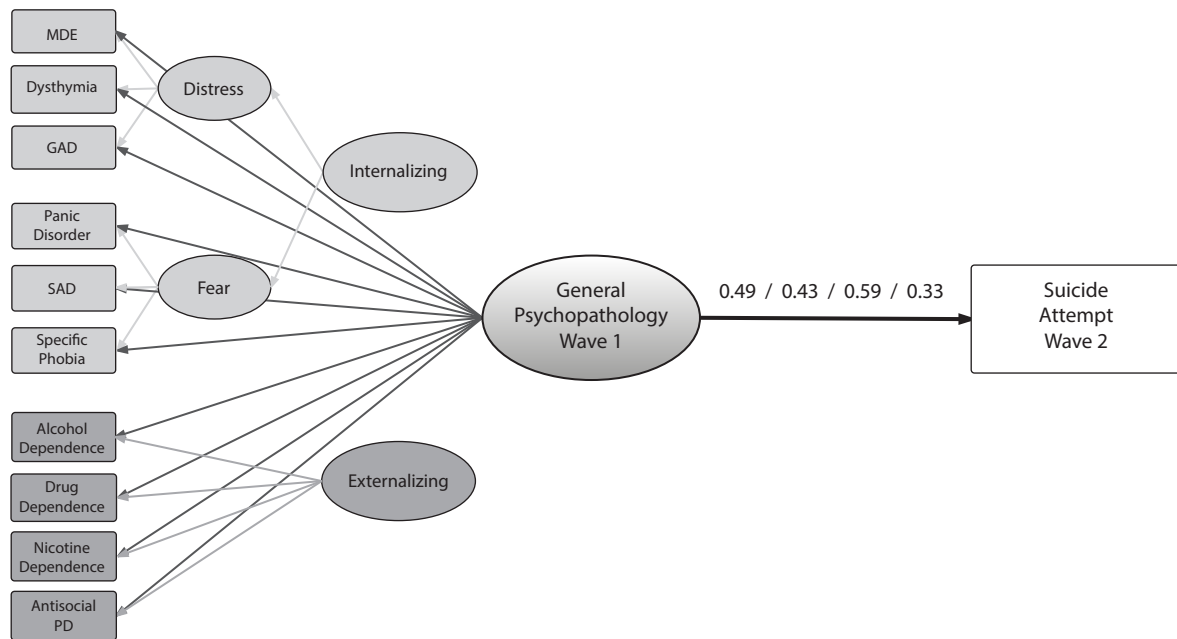 MDE
Dysthymia
GAD
Panic
Disorder
SAD
Specific
Phobia
Alcohol
Dependence
Drug
Dependence
Nicotine
Dependence
Antisocial
PD
Distress
Fear
Internalizing
Externalizing
General
Psychopathology
Wave 1
0.49 / 0.43 / 0.59 / 0.33
Suicide
Attempt
Wave 2